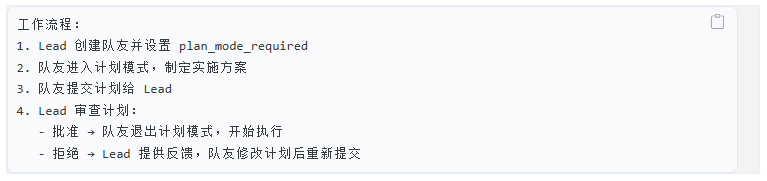 工作流程：
1. Lead 创建队友并设置 plan_mode_required
2. 队友进入计划模式，制定实施方案
3. 队友提交计划给 Lead
4. Lead 审查计划：
   - 批准 → 队友退出计划模式，开始执行
   - 拒绝 → Lead 提供反馈，队友修改计划后重新提交